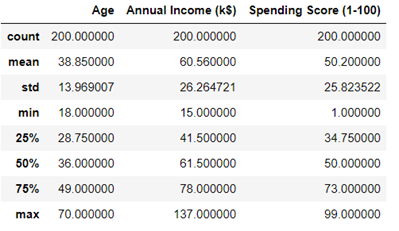 Age Annual Income (k$) Spending Score (1-100)
count 200.000000 200.000000 200.000000
mean 38.850000 60.560000 50.200000
std 13.969007 26.264721 25.823522
min 18.000000 15.000000 1.000000
25% 28.750000 41.500000 34.750000
50% 36.000000 61.500000 50.000000
75% 49.000000 78.000000 73.000000
max 70.000000 137.000000 99.000000